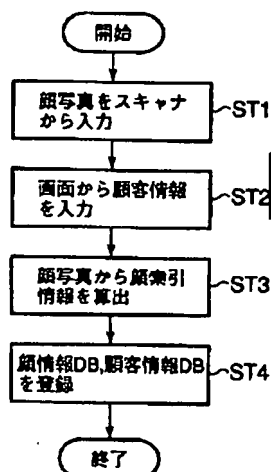 開始
顔写真をスキャナ
から入力
ST1
画面から顧客情報
を入力
ST2
顔写真から顔索引
情報を算出
ST3
顔情報DB,顧客情報DB
を登録
ST4
終了